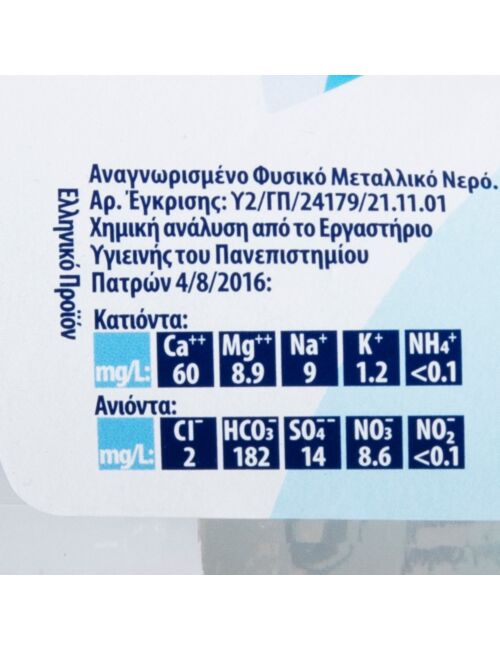 Αναγνωρισμένο Φυσικό Μεταλλικό Νερό.
Αρ. Έγκρισης: Υ2/ΓΠ/24179/21.11.01
Χημική ανάλυση από το Εργαστήριο
Υγιεινής του Πανεπιστημίου
Πατρών 4/8/2016:
Ελληνικό Προϊόν
Κατιόντα:
mg/L: Ca⁺⁺ Mg⁺⁺ Na⁺ K⁺ NH₄⁺
60 8.9 9 1.2 <0.1
Ανιόντα:
mg/L: Cl⁻ HCO₃⁻ SO₄⁻⁻ NO₃⁻ NO₂⁻
2 182 14 8.6 <0.1